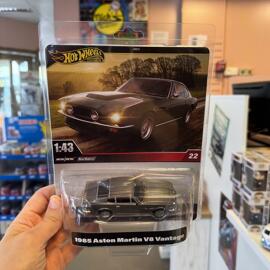 Hot Wheels
1:43
22
1985 Aston Martin V8 Vantage